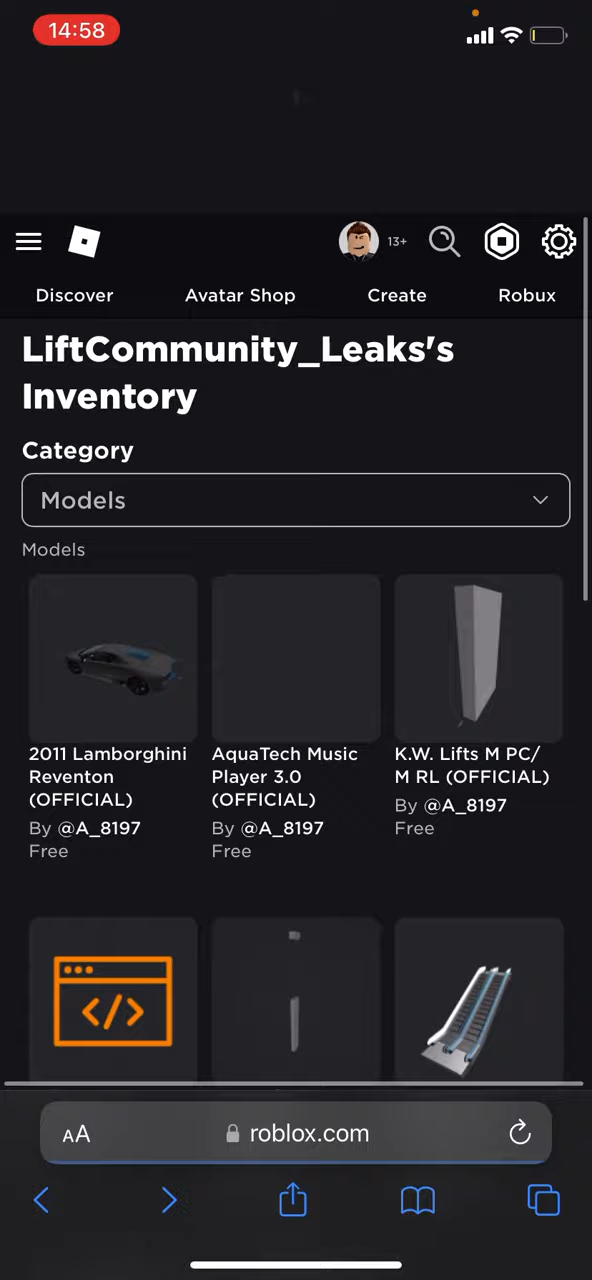 14:58
13+
Discover Avatar Shop Create Robux
LiftCommunity_Leaks's
Inventory
Category
Models
Models
2011 Lamborghini
Reventon
(OFFICIAL)
By @A_8197
Free
AquaTech Music
Player 3.0
(OFFICIAL)
By @A_8197
Free
K.W. Lifts M PC/
M RL (OFFICIAL)
By @A_8197
Free
</>
AA roblox.com